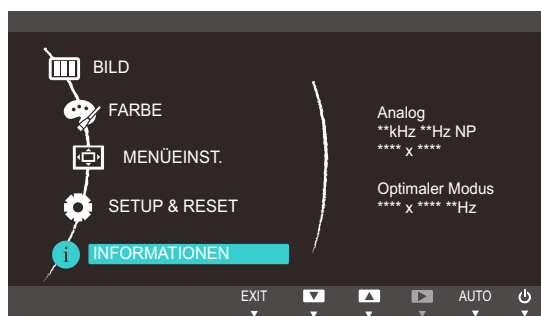 BILD
FARBE
MENÜEINST.
SETUP & RESET
i INFORMATIONEN
Analog
**kHz **Hz NP
**** x ****
Optimaler Modus
**** x **** **Hz
EXIT AUTO